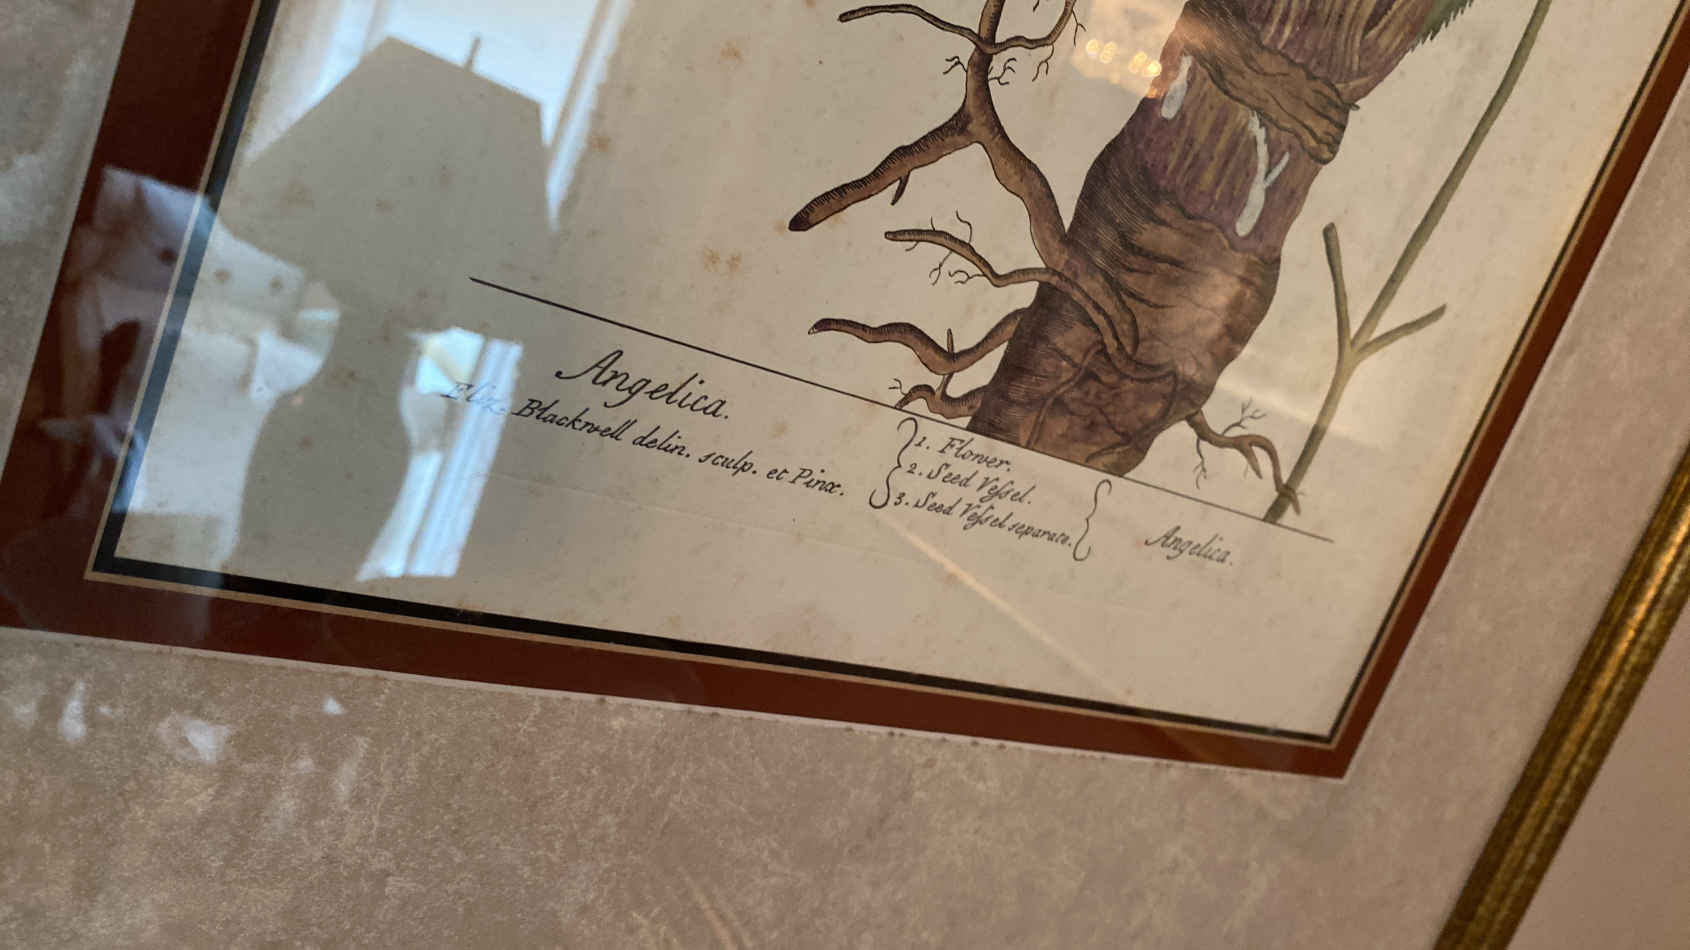 Angelica.
Eliz. Blackwell delin. sculp. et Pinx.
1. Flower.
2. Seed Veſsel.
3. Seed Veſsel separate.
Angelica.